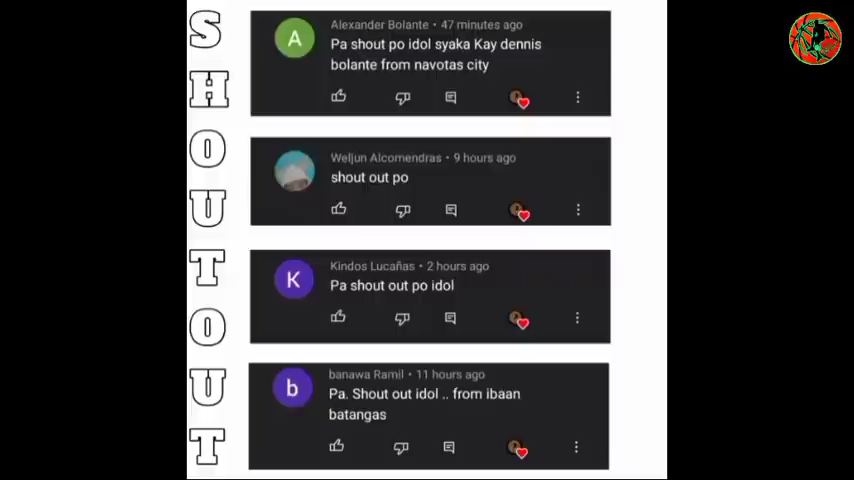 SHOUTOUT
Alexander Bolante • 47 minutes ago
Pa shout po idol syaka Kay dennis
bolante from navotas city
Weljun Alcomendras • 9 hours ago
shout out po
Kindos Lucañas • 2 hours ago
Pa shout out po idol
banawa Ramil • 11 hours ago
Pa. Shout out idol .. from ibaan
batangas
A
K
b